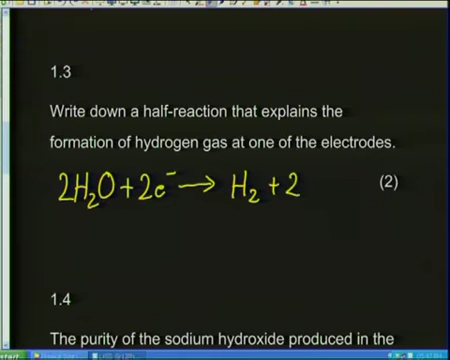 1.3
Write down a half-reaction that explains the
formation of hydrogen gas at one of the electrodes.
2H₂O + 2e⁻ → H₂ + 2
(2)
1.4
The purity of the sodium hydroxide produced in the
start